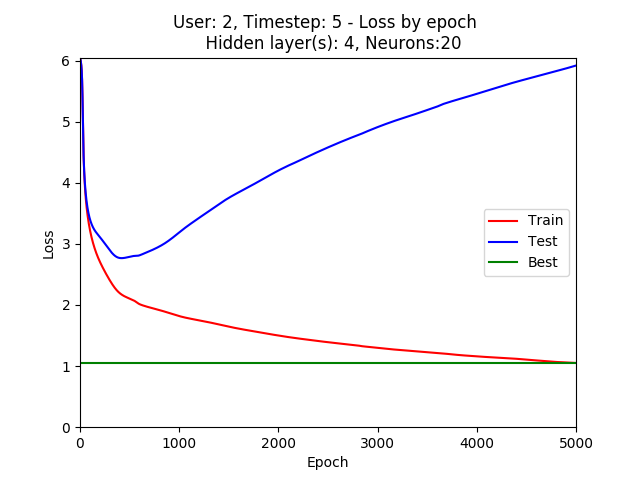 User: 2, Timestep: 5 - Loss by epoch
Hidden layer(s): 4, Neurons:20
6
5
4
3
2
1
0
Loss
Train
Test
Best
0 1000 2000 3000 4000 5000
Epoch